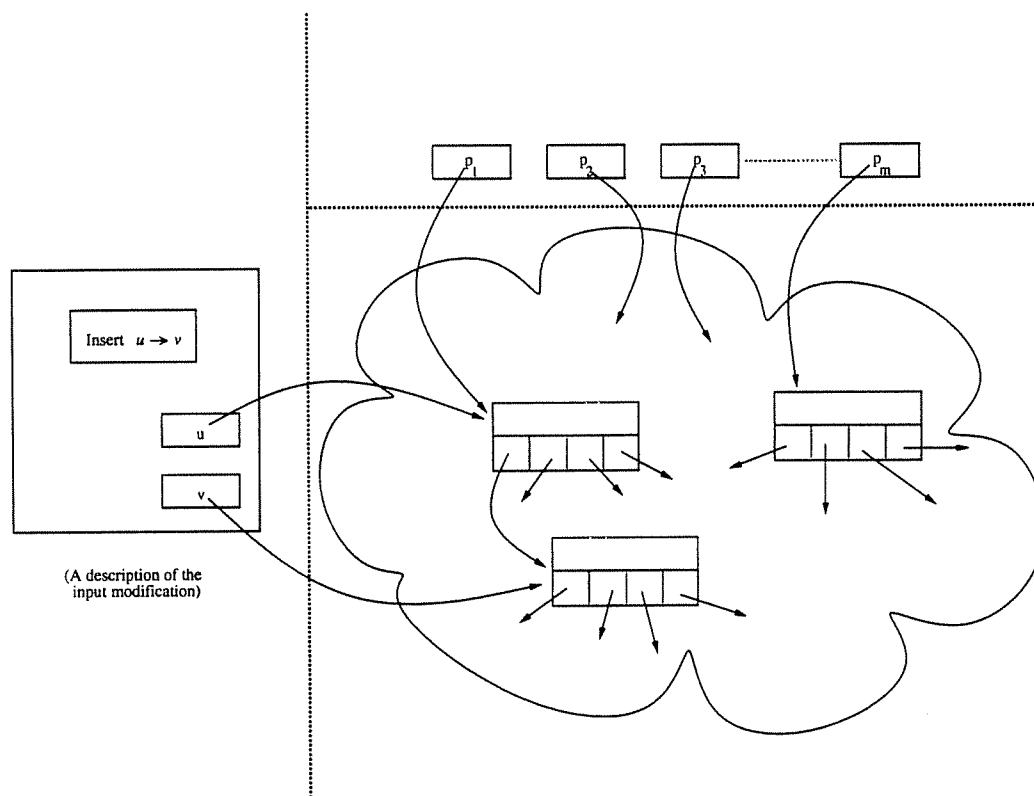 p1 p2 p3 pm
Insert u → v
u
v
(A description of the
input modification)